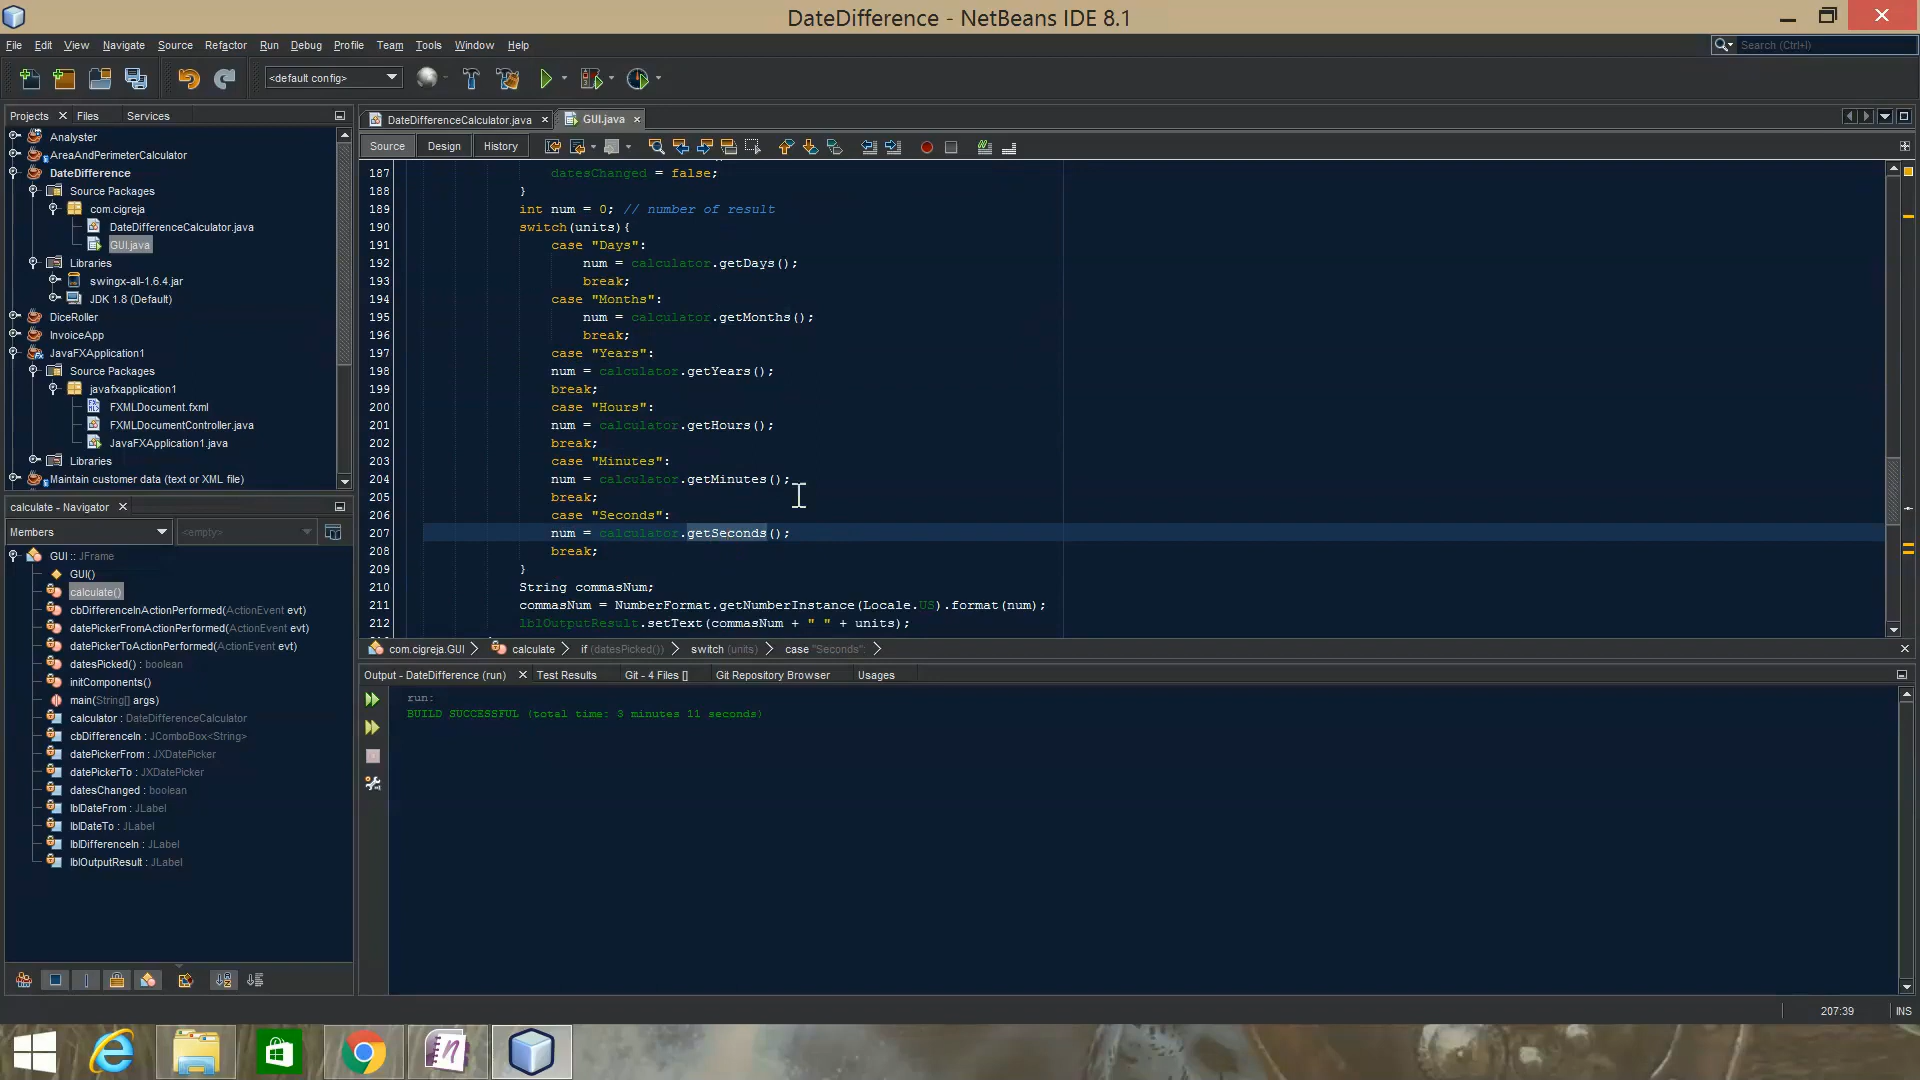 DateDifference - NetBeans IDE 8.1
File Edit View Navigate Source Refactor Run Debug Profile Team Tools Window Help
Search (Ctrl+I)
<default config>
Projects Files Services
Analyster
AreaAndPerimeterCalculator
DateDifference
Source Packages
com.cigreja
DateDifferenceCalculator.java
GUI.java
Libraries
swingx-all-1.6.4.jar
JDK 1.8 (Default)
DiceRoller
InvoiceApp
JavaFXApplication1
Source Packages
javafxapplication1
FXMLDocument.fxml
FXMLDocumentController.java
JavaFXApplication1.java
Libraries
Maintain customer data (text or XML file)
calculate - Navigator
Members <empty>
GUI :: JFrame
GUI()
calculate()
cbDifferenceInActionPerformed(ActionEvent evt)
datePickerFromActionPerformed(ActionEvent evt)
datePickerToActionPerformed(ActionEvent evt)
datesPicked() : boolean
initComponents()
main(String[] args)
calculator : DateDifferenceCalculator
cbDifferenceIn : JComboBox<String>
datePickerFrom : JXDatePicker
datePickerTo : JXDatePicker
datesChanged : boolean
lblDateFrom : JLabel
lblDateTo : JLabel
lblDifferenceIn : JLabel
lblOutputResult : JLabel
DateDifferenceCalculator.java GUI.java
Source Design History
187 datesChanged = false;
188 }
189 int num = 0; // number of result
190 switch(units){
191 case "Days":
192 num = calculator.getDays();
193 break;
194 case "Months":
195 num = calculator.getMonths();
196 break;
197 case "Years":
198 num = calculator.getYears();
199 break;
200 case "Hours":
201 num = calculator.getHours();
202 break;
203 case "Minutes":
204 num = calculator.getMinutes();
205 break;
206 case "Seconds":
207 num = calculator.getSeconds();
208 break;
209 }
210 String commasNum;
211 commasNum = NumberFormat.getNumberInstance(Locale.US).format(num);
212 lblOutputResult.setText(commasNum + " " + units);
com.cigreja.GUI calculate if (datesPicked()) switch (units) case "Seconds":
Output - DateDifference (run) Test Results Git - 4 Files [] Git Repository Browser Usages
run:
BUILD SUCCESSFUL (total time: 3 minutes 11 seconds)
207:39 INS